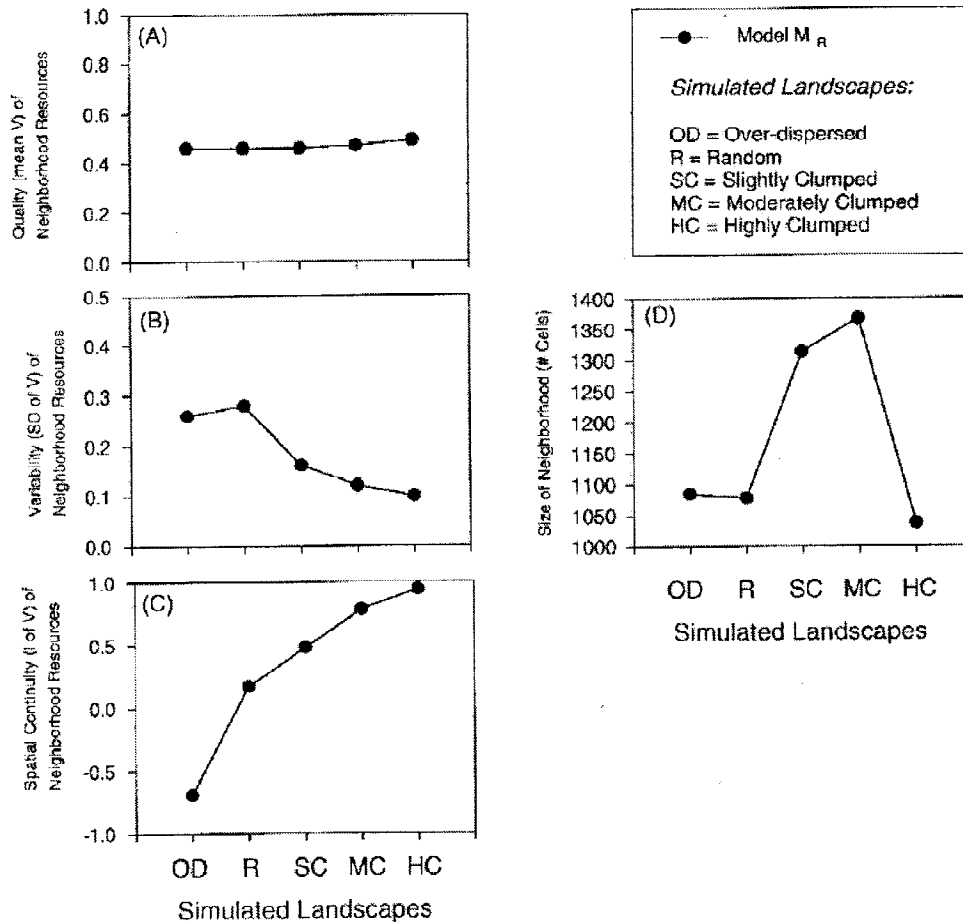 (A)
Quality (mean V) of
Neighborhood Resources
1.0
0.8
0.6
0.4
0.2
0.0
(B)
Variability (SD of V) of
Neighborhood Resources
0.5
0.4
0.3
0.2
0.1
0.0
(C)
Spatial Continuity (I of V) of
Neighborhood Resources
1.0
0.5
0.0
-0.5
-1.0
OD R SC MC HC
Simulated Landscapes
Model M R
Simulated Landscapes:
OD = Over-dispersed
R = Random
SC = Slightly Clumped
MC = Moderately Clumped
HC = Highly Clumped
(D)
Size of Neighborhood (# Cells)
1400
1350
1300
1250
1200
1150
1100
1050
1000
OD R SC MC HC
Simulated Landscapes